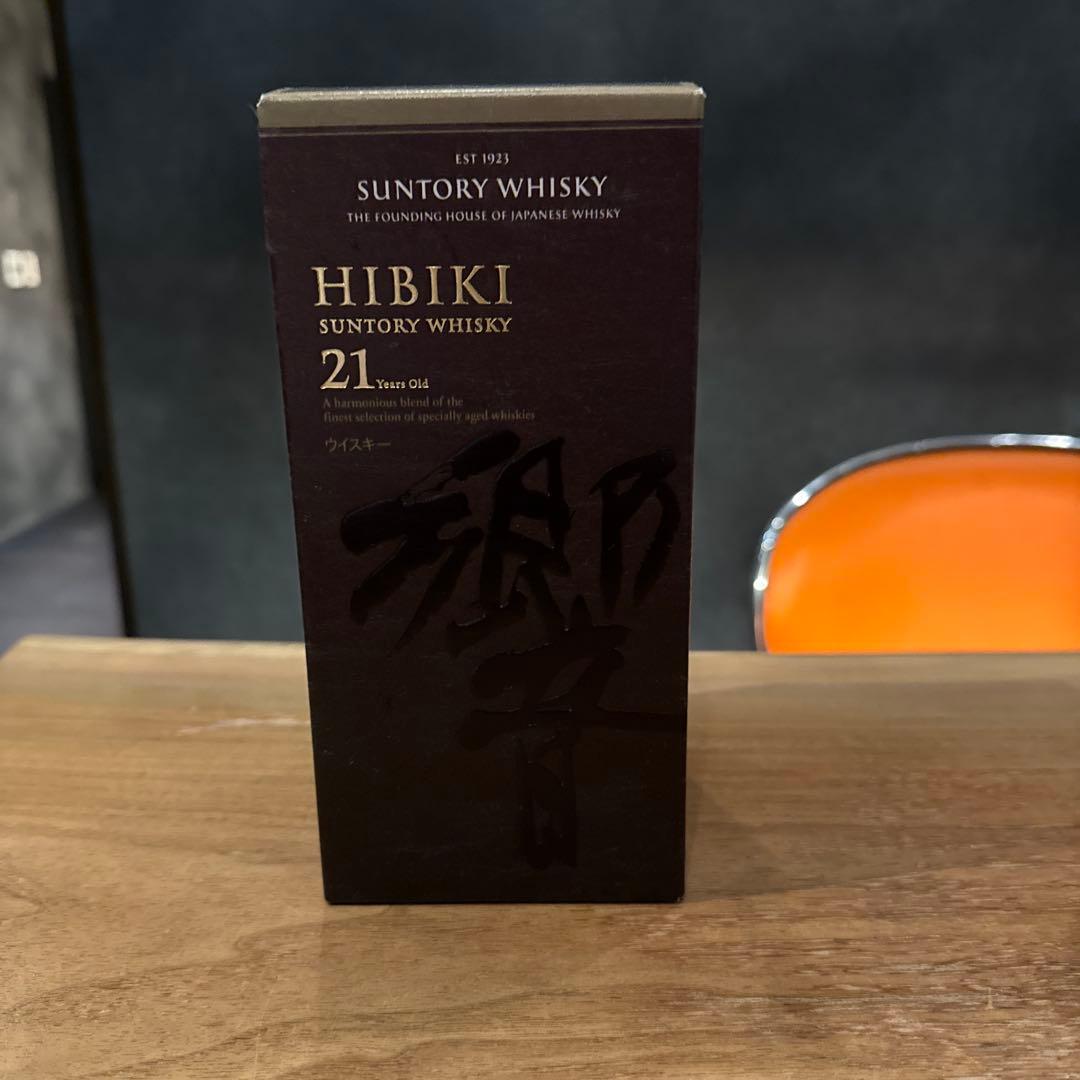 EST 1923
SUNTORY WHISKY
THE FOUNDING HOUSE OF JAPANESE WHISKY
HIBIKI
SUNTORY WHISKY
21 Years Old
A harmonious blend of the
finest selection of specially aged whiskies
ウイスキー
響